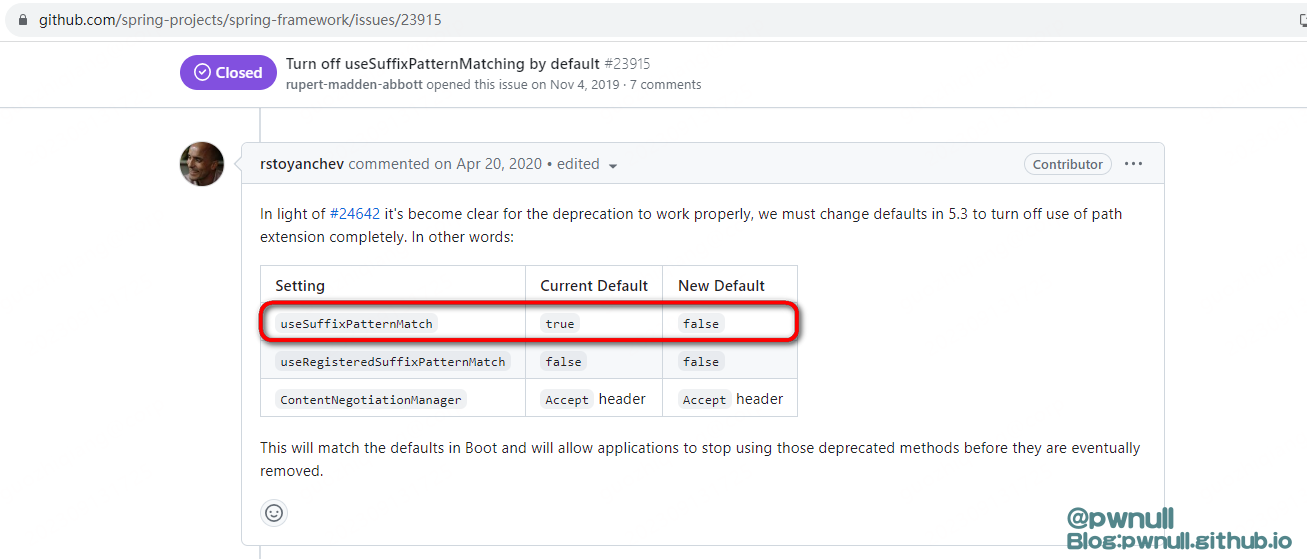 github.com/spring-projects/spring-framework/issues/23915
Closed
Turn off useSuffixPatternMatching by default #23915
rupert-madden-abbott opened this issue on Nov 4, 2019 · 7 comments
rstoyanchev commented on Apr 20, 2020 • edited
Contributor
In light of #24642 it's become clear for the deprecation to work properly, we must change defaults in 5.3 to turn off use of path
extension completely. In other words:
Setting Current Default New Default
useSuffixPatternMatch true false
useRegisteredSuffixPatternMatch false false
ContentNegotiationManager Accept header Accept header
This will match the defaults in Boot and will allow applications to stop using those deprecated methods before they are eventually
removed.
@pwnull
Blog:pwnull.github.io